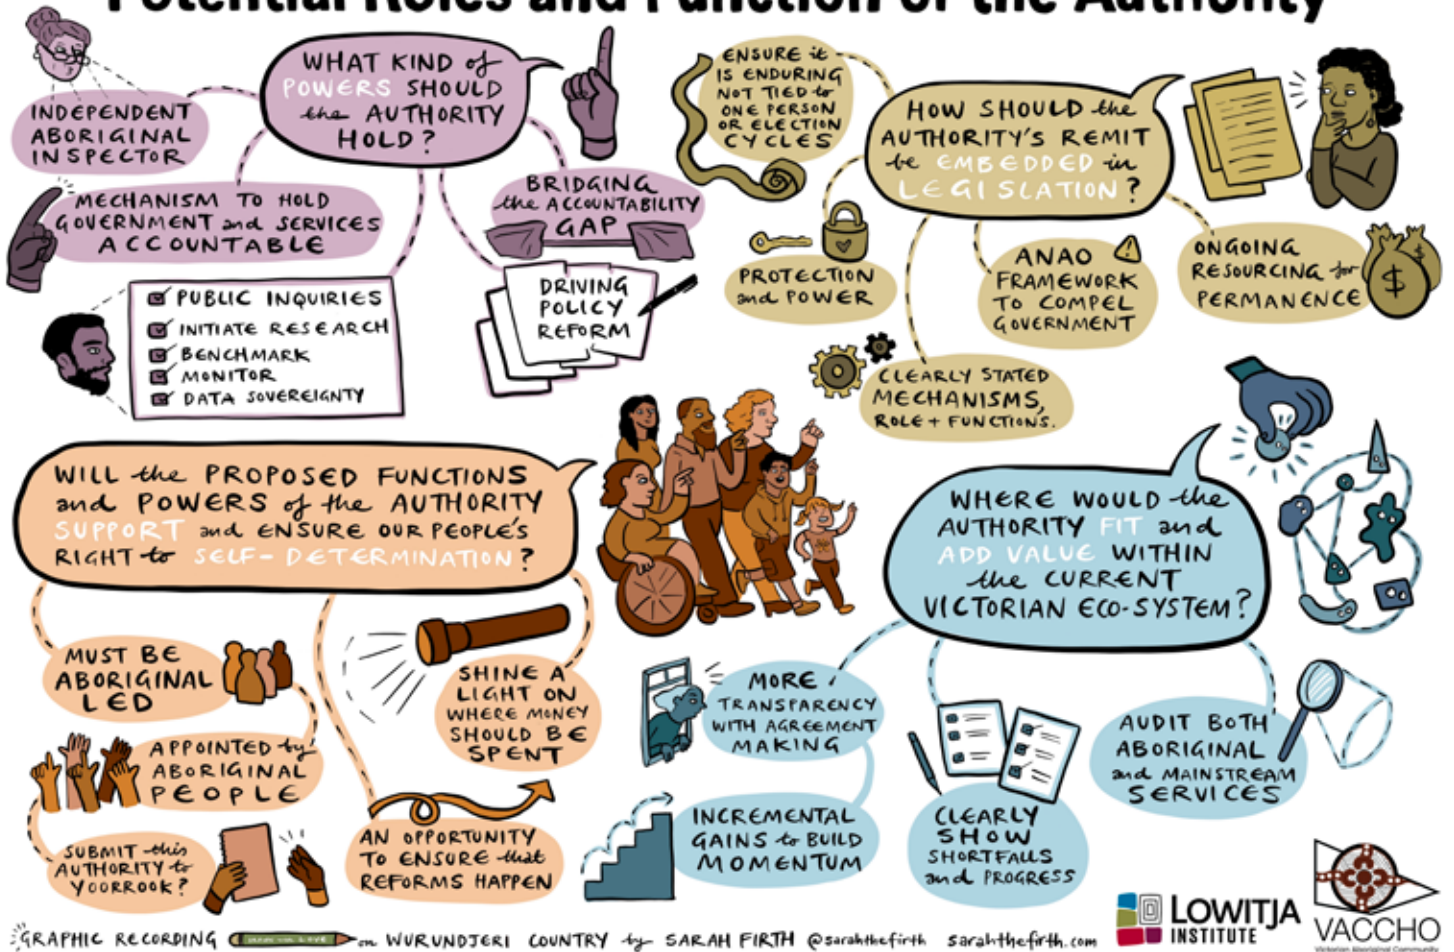 Potential Roles and Function of the Authority
WHAT KIND of
POWERS SHOULD
the AUTHORITY
HOLD?
INDEPENDENT
ABORIGINAL
INSPECTOR
MECHANISM TO HOLD
GOVERNMENT and SERVICES
ACCOUNTABLE
PUBLIC INQUIRIES
INITIATE RESEARCH
BENCHMARK
MONITOR
DATA SOVEREIGNTY
BRIDGING
the ACCOUNTABILITY
GAP
DRIVING
POLICY
REFORM
HOW SHOULD the
AUTHORITY'S REMIT
be EMBEDDED in
LEGISLATION?
ENSURE it
IS ENDURING
NOT TIED to
ONE PERSON
OR ELECTION
CYCLES
PROTECTION
and POWER
ANAO
FRAMEWORK
TO COMPEL
GOVERNMENT
ONGOING
RESOURCING for
PERMANENCE
$
CLEARLY STATED
MECHANISMS,
ROLE + FUNCTIONS.
WILL the PROPOSED FUNCTIONS
and POWERS of the AUTHORITY
SUPPORT and ENSURE OUR PEOPLE'S
RIGHT to SELF-DETERMINATION?
MUST BE
ABORIGINAL
LED
APPOINTED by
ABORIGINAL
PEOPLE
SUBMIT this
AUTHORITY to
YOORROOK?
SHINE A
LIGHT ON
WHERE MONEY
SHOULD BE
SPENT
AN OPPORTUNITY
TO ENSURE that
REFORMS HAPPEN
WHERE WOULD the
AUTHORITY FIT and
ADD VALUE WITHIN
the CURRENT
VICTORIAN ECO-SYSTEM?
MORE
TRANSPARENCY
WITH AGREEMENT
MAKING
INCREMENTAL
GAINS to BUILD
MOMENTUM
CLEARLY
SHOW
SHORTFALLS
and PROGRESS
AUDIT BOTH
ABORIGINAL
and MAINSTREAM
SERVICES
GRAPHIC RECORDING on WURUNDJERI COUNTRY by SARAH FIRTH @sarahthefirth sarahthefirth.com
LOWITJA
INSTITUTE
VACCHO
Victorian Aboriginal Community